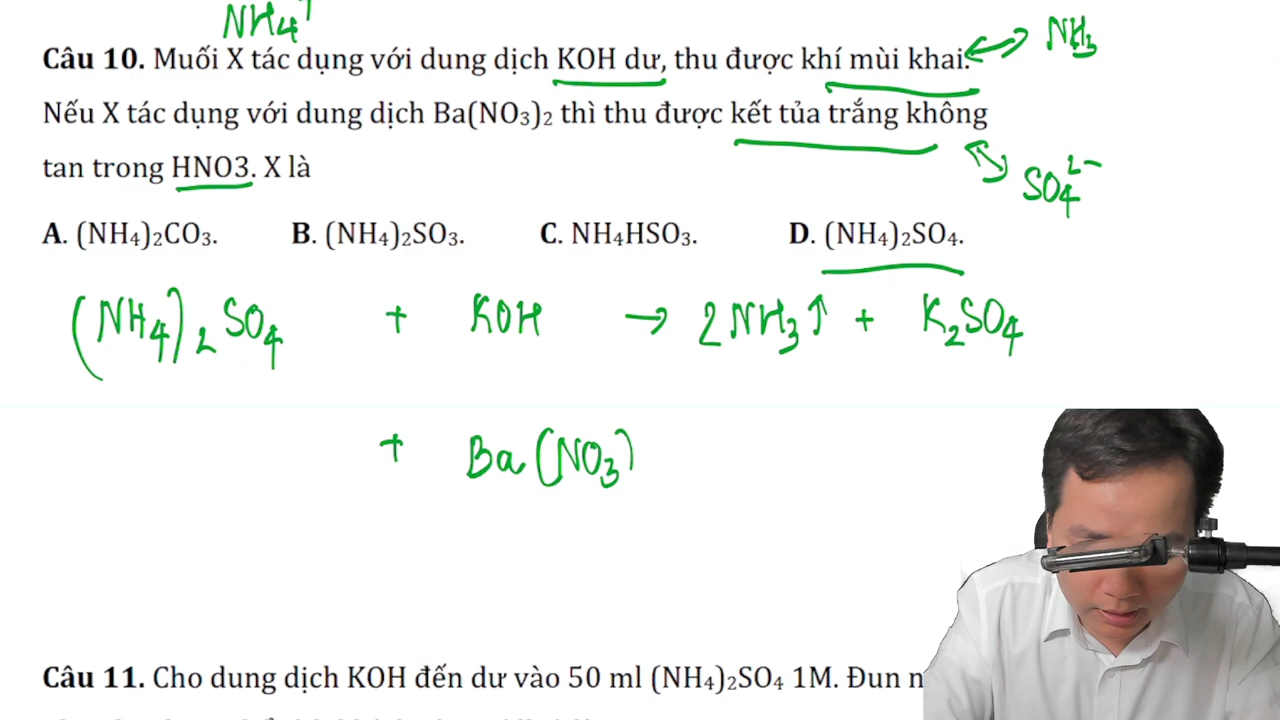 NH₄⁺
Câu 10. Muối X tác dụng với dung dịch KOH dư, thu được khí mùi khai. NH₃
Nếu X tác dụng với dung dịch Ba(NO₃)₂ thì thu được kết tủa trắng không
tan trong HNO3. X là SO₄²⁻
A. (NH₄)₂CO₃. B. (NH₄)₂SO₃. C. NH₄HSO₃. D. (NH₄)₂SO₄.
(NH₄)₂SO₄ + KOH → 2NH₃↑ + K₂SO₄
+ Ba(NO₃)
Câu 11. Cho dung dịch KOH đến dư vào 50 ml (NH₄)₂SO₄ 1M. Đun